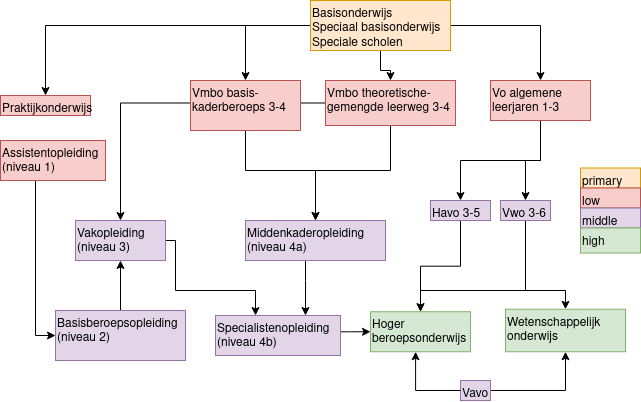 Basisonderwijs
Speciaal basisonderwijs
Speciale scholen
Praktijkonderwijs
Vmbo basis-
kaderberoeps 3-4
Vmbo theoretische-
gemengde leerweg 3-4
Vo algemene
leerjaren 1-3
Assistentopleiding
(niveau 1)
primary
low
middle
high
Havo 3-5
Vwo 3-6
Vakopleiding
(niveau 3)
Middenkaderopleiding
(niveau 4a)
Basisberoepsopleiding
(niveau 2)
Specialistenopleiding
(niveau 4b)
Hoger
beroepsonderwijs
Wetenschappelijk
onderwijs
Vavo